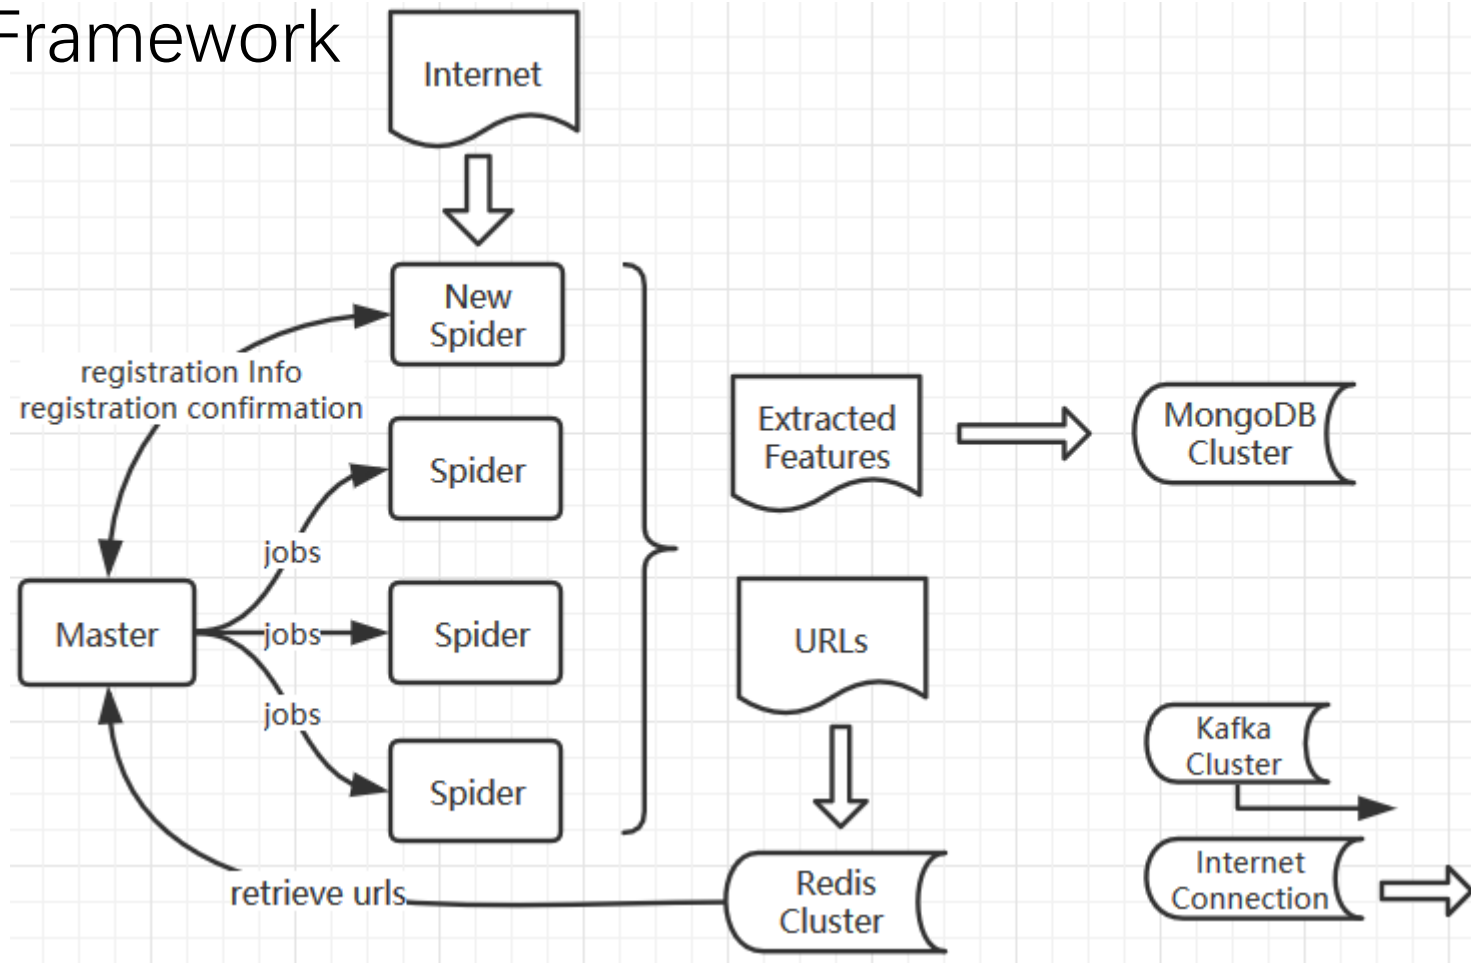 Framework
Internet
New
Spider
registration Info
registration confirmation
Spider
jobs
Master
jobs
Spider
jobs
Spider
retrieve urls
Extracted
Features
MongoDB
Cluster
URLs
Redis
Cluster
Kafka
Cluster
Internet
Connection